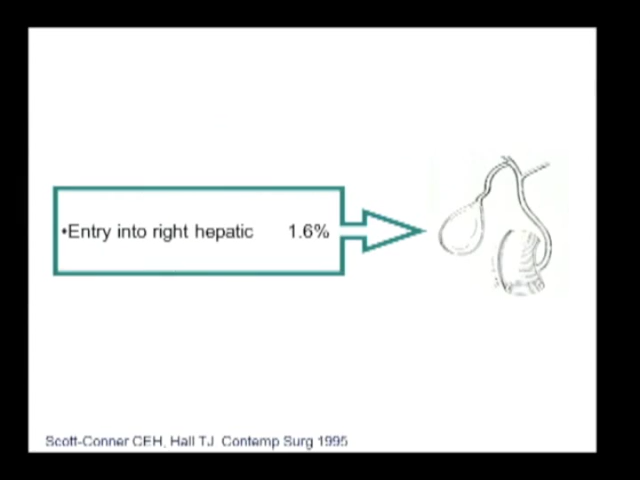 •Entry into right hepatic 1.6%
Scott-Conner CEH, Hall TJ Contemp Surg 1995